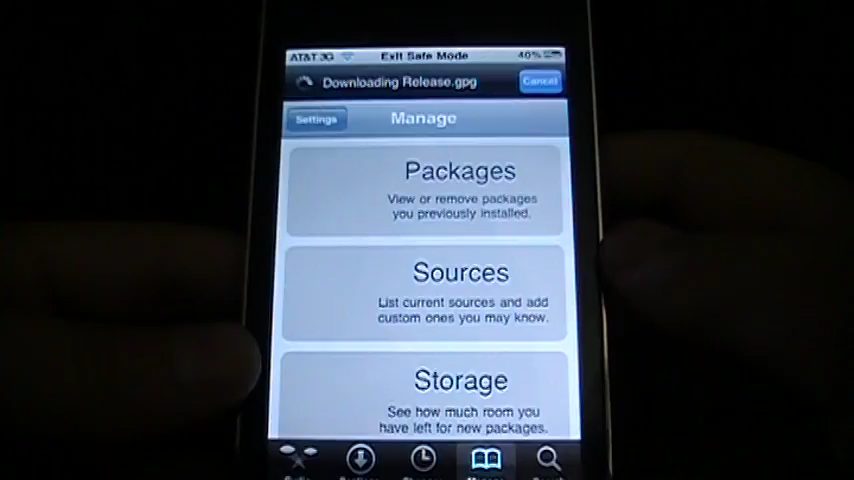 AT&T 3G Exit Safe Mode 40%
Downloading Release.gpg Cancel
Settings Manage
Packages
View or remove packages
you previously installed.
Sources
List current sources and add
custom ones you may know.
Storage
See how much room you
have left for new packages.